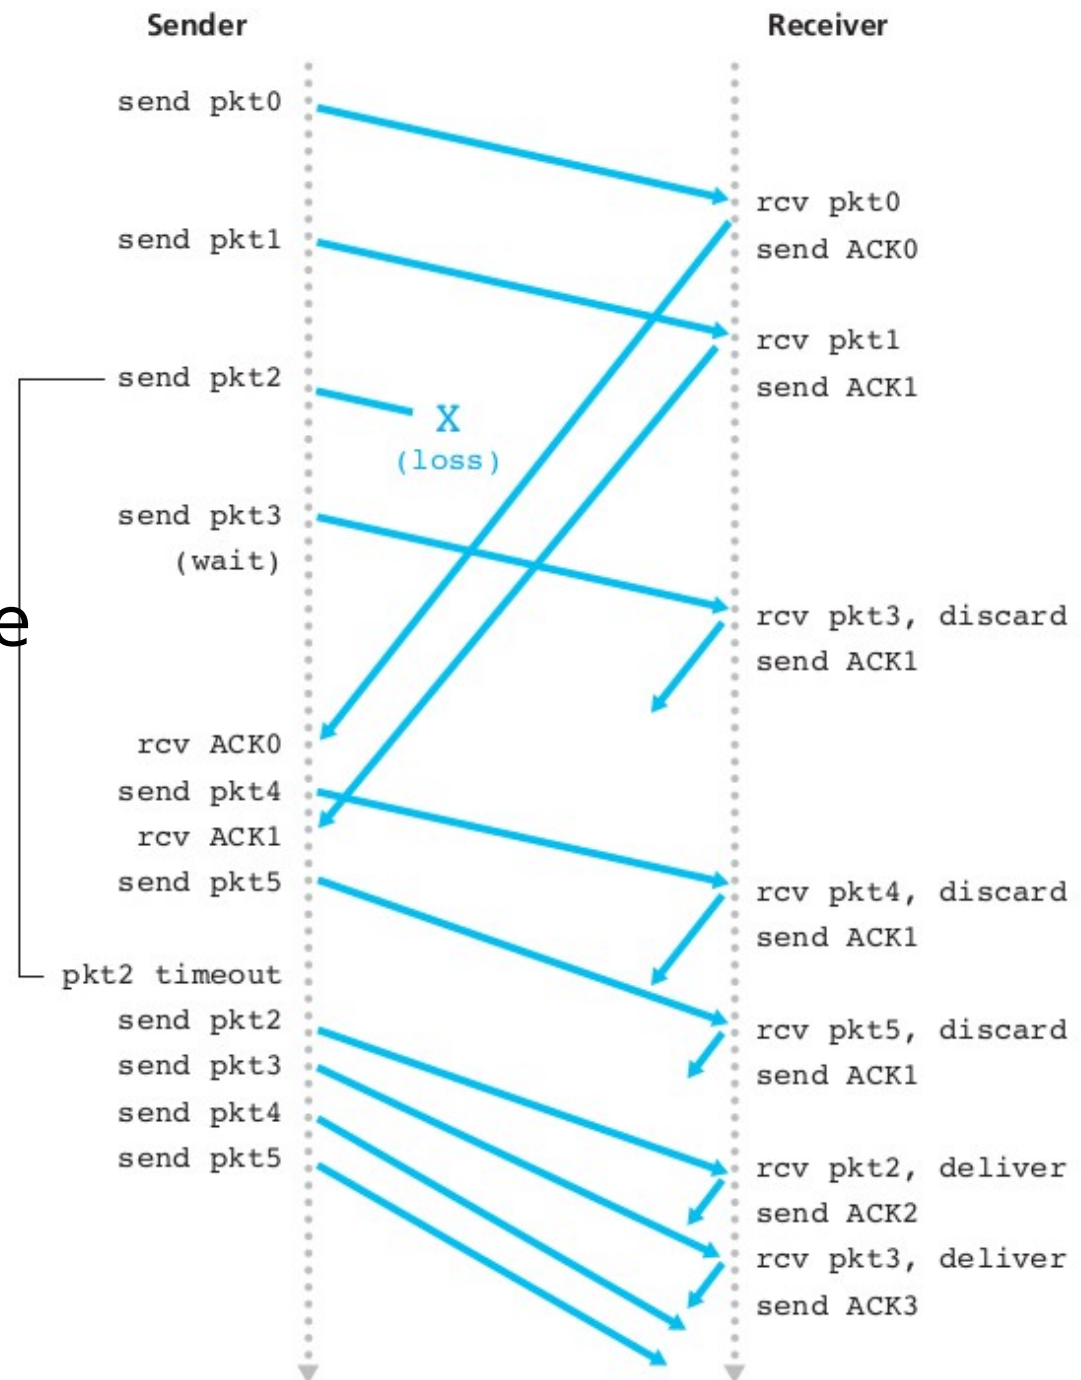 Sender
Receiver
send pkt0
rcv pkt0
send ACK0
send pkt1
rcv pkt1
send ACK1
send pkt2
X
(loss)
send pkt3
(wait)
e
rcv pkt3, discard
send ACK1
rcv ACK0
send pkt4
rcv ACK1
send pkt5
rcv pkt4, discard
send ACK1
pkt2 timeout
send pkt2
send pkt3
send pkt4
send pkt5
rcv pkt5, discard
send ACK1
rcv pkt2, deliver
send ACK2
rcv pkt3, deliver
send ACK3